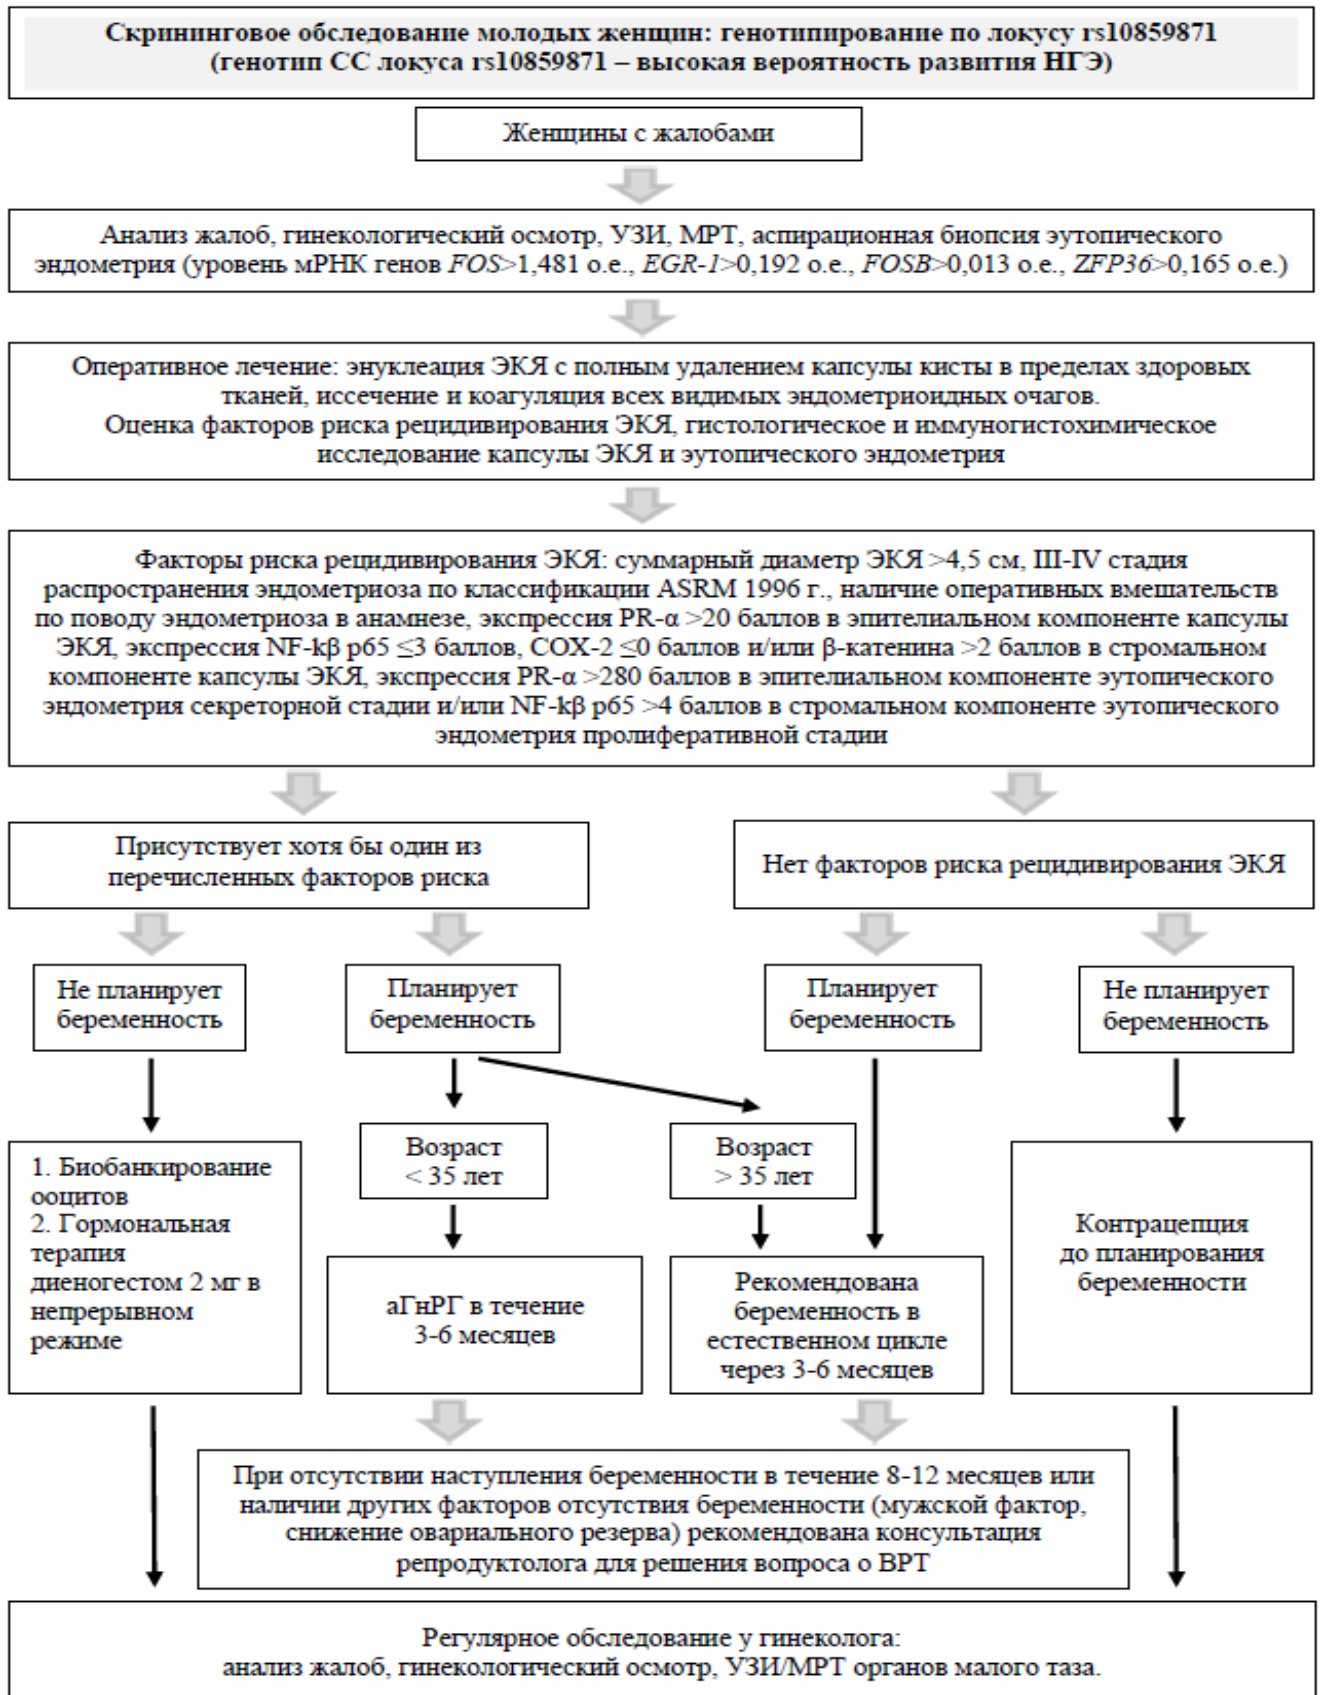 Скрининговое обследование молодых женщин: генотипирование по локусу rs10859871
(генотип СС локуса rs10859871 – высокая вероятность развития НГЭ)
Женщины с жалобами
Анализ жалоб, гинекологический осмотр, УЗИ, МРТ, аспирационная биопсия эутопического
эндометрия (уровень мРНК генов FOS>1,481 о.е., EGR-1>0,192 о.е., FOSB>0,013 о.е., ZFP36>0,165 о.е.)
Оперативное лечение: энуклеация ЭКЯ с полным удалением капсулы кисты в пределах здоровых
тканей, иссечение и коагуляция всех видимых эндометриоидных очагов.
Оценка факторов риска рецидивирования ЭКЯ, гистологическое и иммуногистохимическое
исследование капсулы ЭКЯ и эутопического эндометрия
Факторы риска рецидивирования ЭКЯ: суммарный диаметр ЭКЯ >4,5 см, III-IV стадия
распространения эндометриоза по классификации ASRM 1996 г., наличие оперативных вмешательств
по поводу эндометриоза в анамнезе, экспрессия PR-α >20 баллов в эпителиальном компоненте капсулы
ЭКЯ, экспрессия NF-kβ p65 ≤3 баллов, COX-2 ≤0 баллов и/или β-катенина >2 баллов в стромальном
компоненте капсулы ЭКЯ, экспрессия PR-α >280 баллов в эпителиальном компоненте эутопического
эндометрия секреторной стадии и/или NF-kβ p65 >4 баллов в стромальном компоненте эутопического
эндометрия пролиферативной стадии
Присутствует хотя бы один из
перечисленных факторов риска
Нет факторов риска рецидивирования ЭКЯ
Не планирует
беременность
Планирует
беременность
Планирует
беременность
Не планирует
беременность
Возраст
< 35 лет
Возраст
> 35 лет
1. Биобанкирование
ооцитов
2. Гормональная
терапия
диеногестом 2 мг в
непрерывном
режиме
аГнРГ в течение
3-6 месяцев
Рекомендована
беременность в
естественном цикле
через 3-6 месяцев
Контрацепция
до планирования
беременности
При отсутствии наступления беременности в течение 8-12 месяцев или
наличии других факторов отсутствия беременности (мужской фактор,
снижение овариального резерва) рекомендована консультация
репродуктолога для решения вопроса о ВРТ
Регулярное обследование у гинеколога:
анализ жалоб, гинекологический осмотр, УЗИ/МРТ органов малого таза.